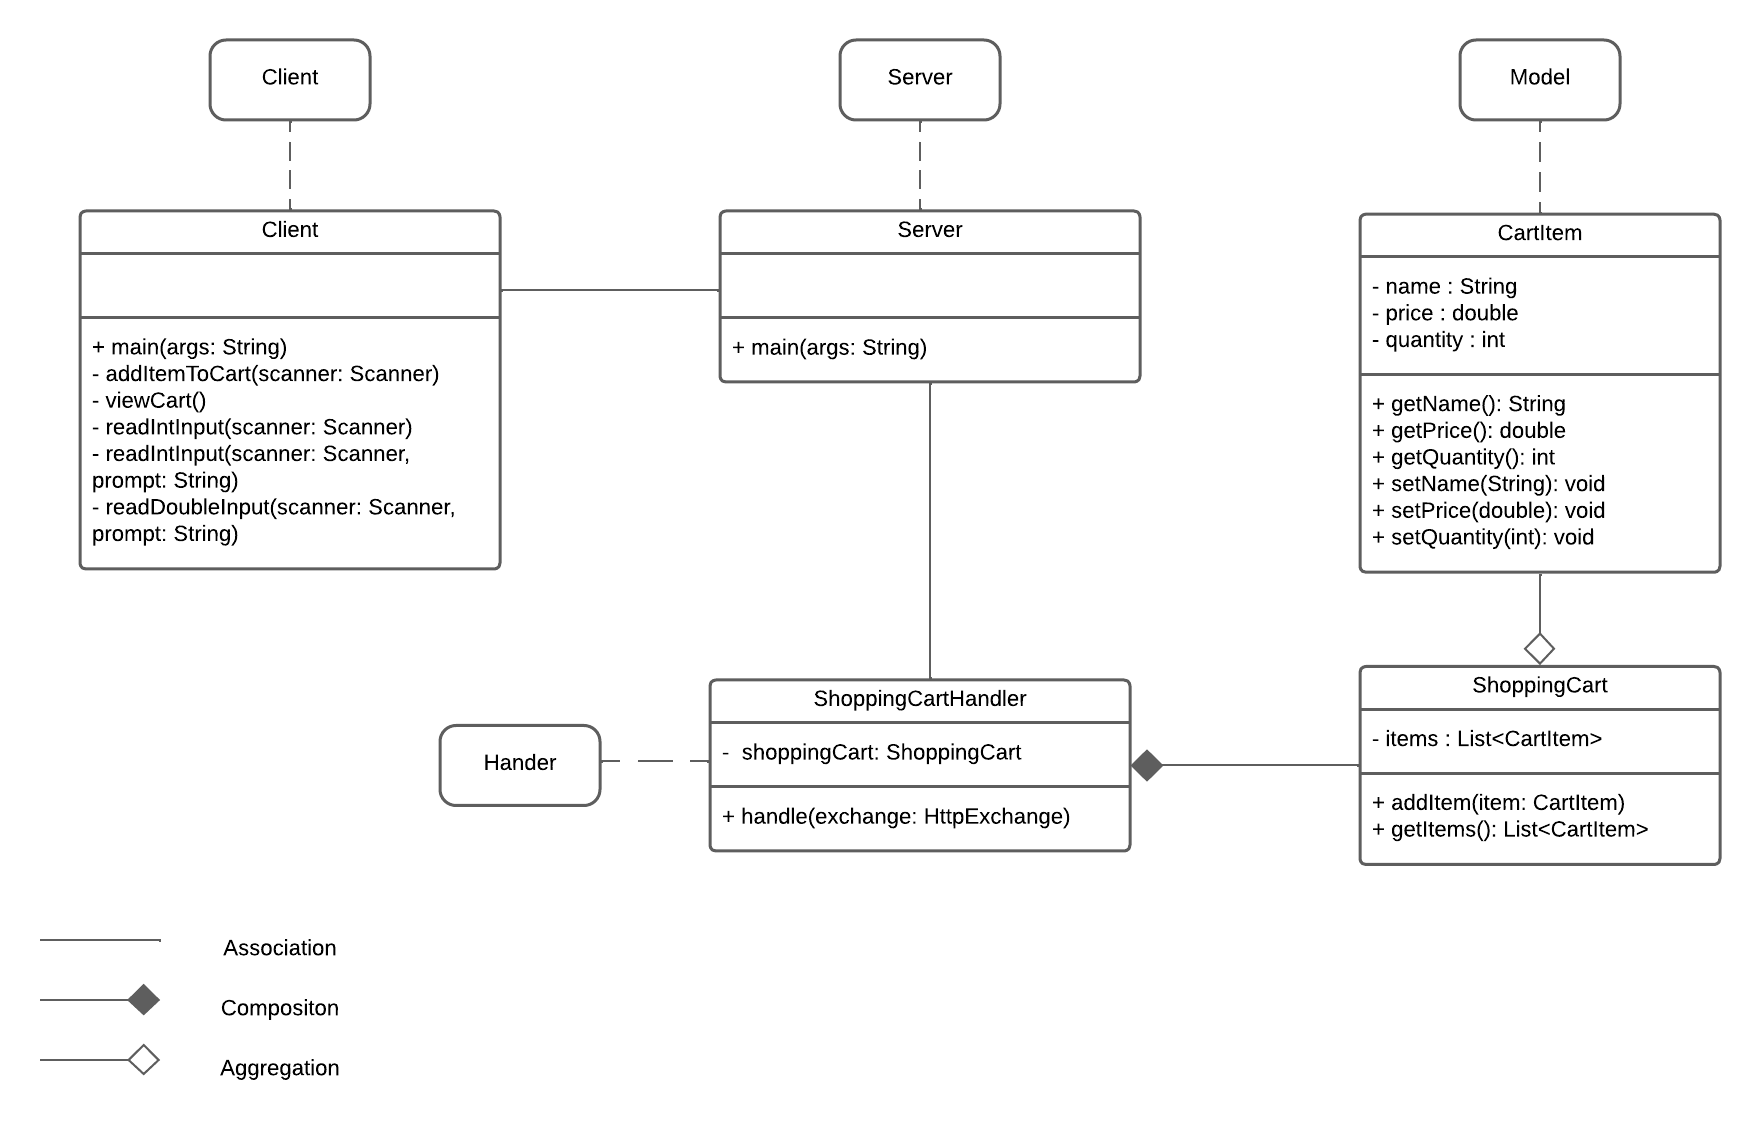 Client
Server
Model
Client
+ main(args: String)
- addItemToCart(scanner: Scanner)
- viewCart()
- readIntInput(scanner: Scanner)
- readIntInput(scanner: Scanner,
prompt: String)
- readDoubleInput(scanner: Scanner,
prompt: String)
Server
+ main(args: String)
CartItem
- name : String
- price : double
- quantity : int
+ getName(): String
+ getPrice(): double
+ getQuantity(): int
+ setName(String): void
+ setPrice(double): void
+ setQuantity(int): void
Hander
ShoppingCartHandler
- shoppingCart: ShoppingCart
+ handle(exchange: HttpExchange)
ShoppingCart
- items : List<CartItem>
+ addItem(item: CartItem)
+ getItems(): List<CartItem>
Association
Compositon
Aggregation